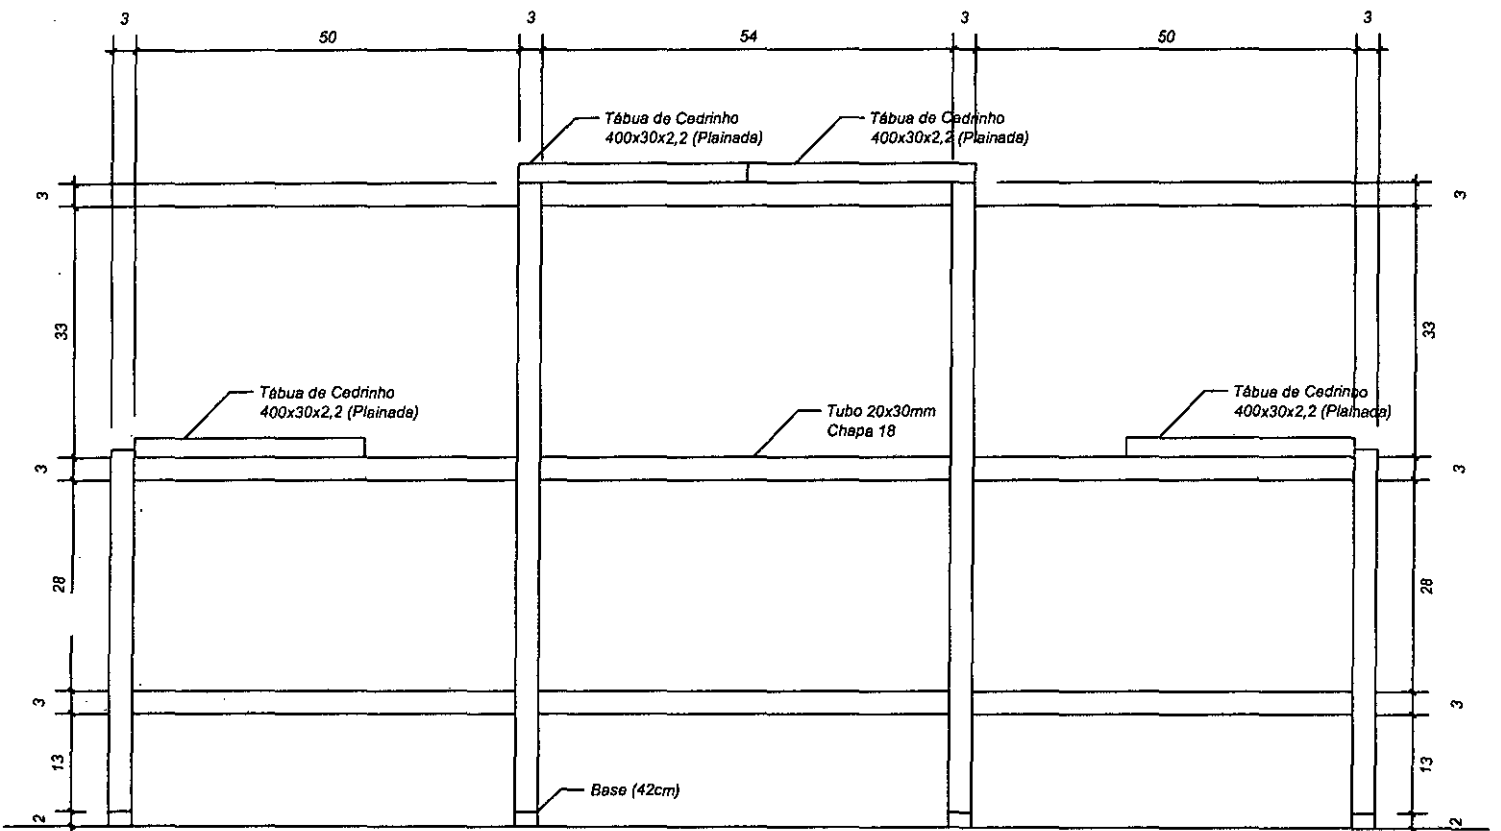 3 3 3 3
50 54 50
Tábua de Cedrinho
400x30x2,2 (Plainada)
Tábua de Cedrinho
400x30x2,2 (Plainada)
3 3
33 33
Tábua de Cedrinho
400x30x2,2 (Plainada)
Tubo 20x30mm
Chapa 18
Tábua de Cedrinho
400x30x2,2 (Plainada)
3 3
28 28
3 3
13 13
Base (42cm)
2 2